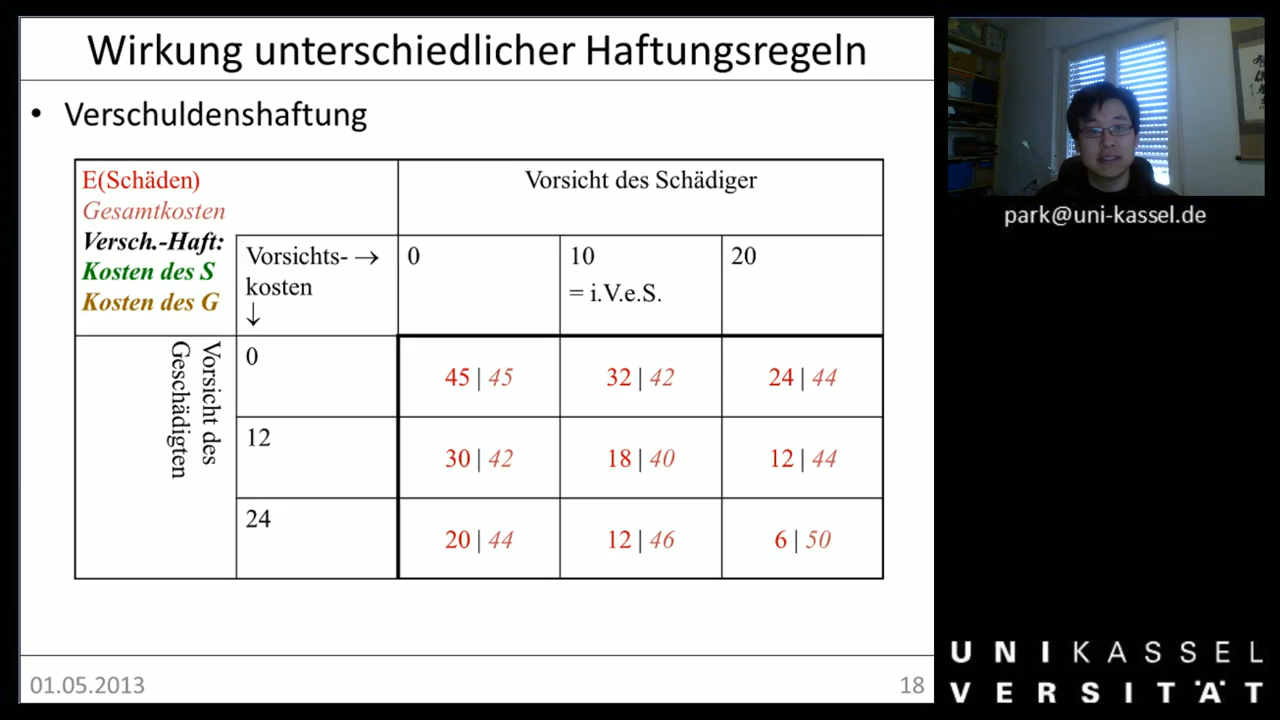 Wirkung unterschiedlicher Haftungsregeln
• Verschuldenshaftung
E(Schäden)
Gesamtkosten
Versch.-Haft:
Kosten des S
Kosten des G
Vorsicht des Schädiger
Vorsichts- →
kosten
↓
0
10
= i.V.e.S.
20
Vorsicht des
Geschädigten
0
45 | 45
32 | 42
24 | 44
12
30 | 42
18 | 40
12 | 44
24
20 | 44
12 | 46
6 | 50
01.05.2013
18
park@uni-kassel.de
UNIKASSEL
VERSITÄT